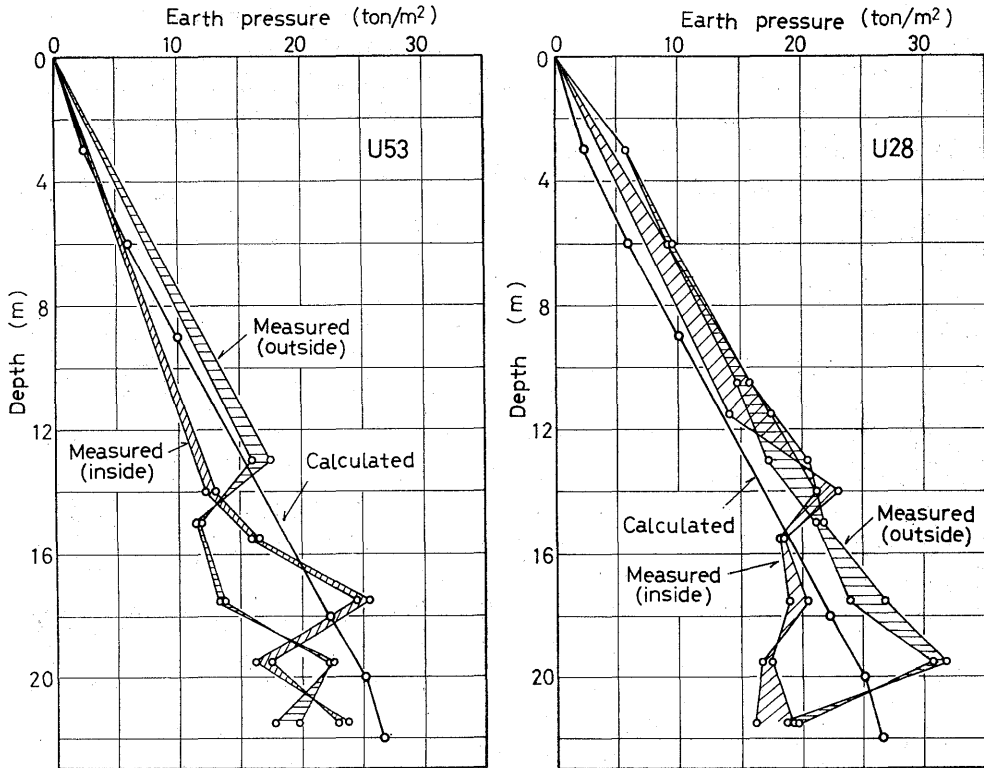 Earth pressure (ton/m²)
0 10 20 30
0
4
8
12
16
20
Depth (m)
U53
Measured
(outside)
Measured
(inside)
Calculated
Earth pressure (ton/m²)
0 10 20 30
0
4
8
12
16
20
Depth (m)
U28
Calculated
Measured
(outside)
Measured
(inside)